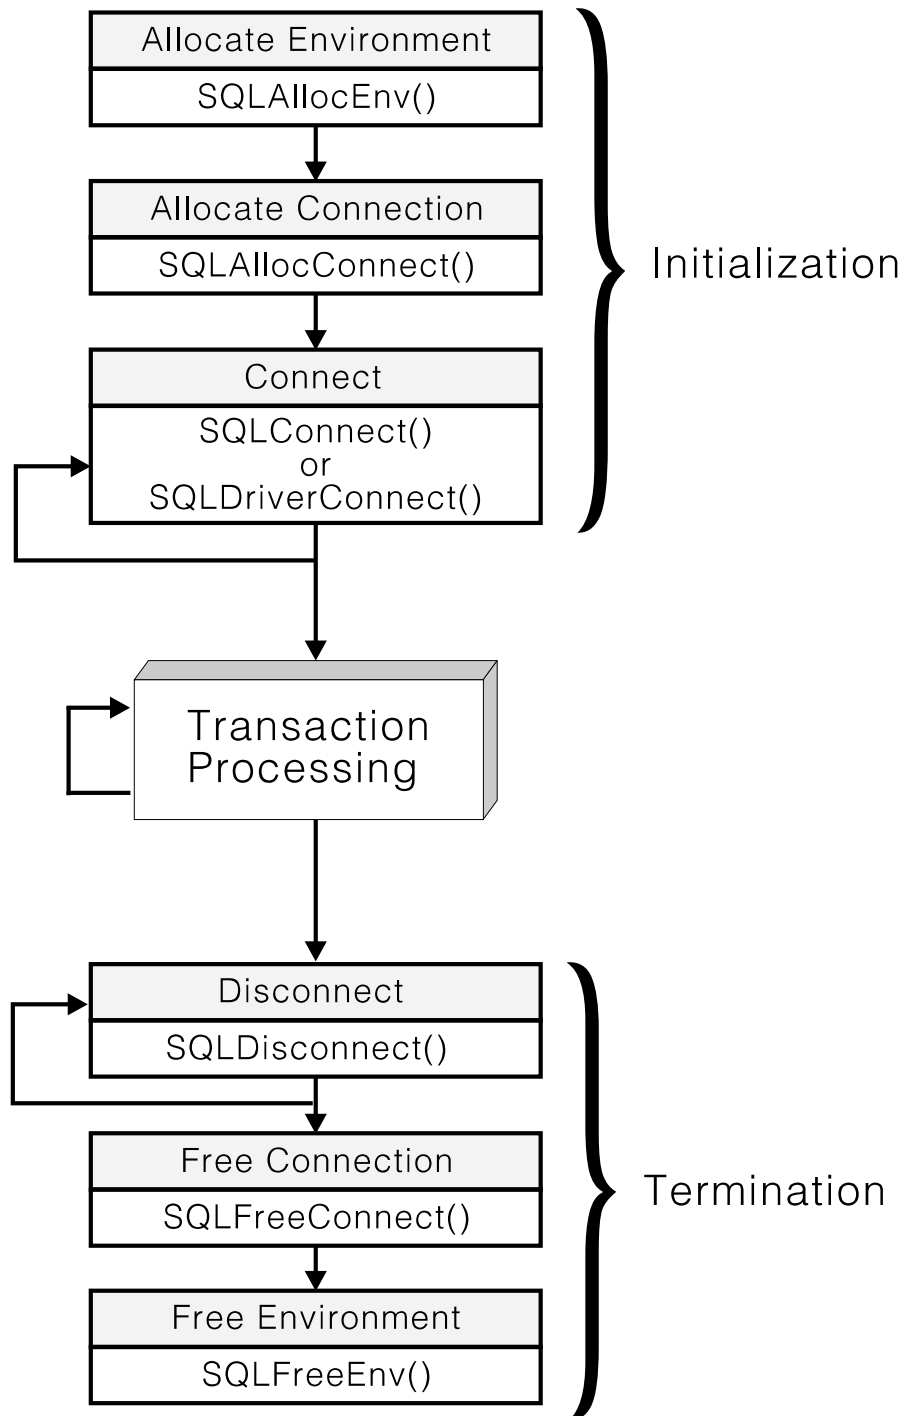 Allocate Environment
SQLAllocEnv()
Allocate Connection
SQLAllocConnect()
Initialization
Connect
SQLConnect()
or
SQLDriverConnect()
Transaction
Processing
Disconnect
SQLDisconnect()
Free Connection
SQLFreeConnect()
Termination
Free Environment
SQLFreeEnv()